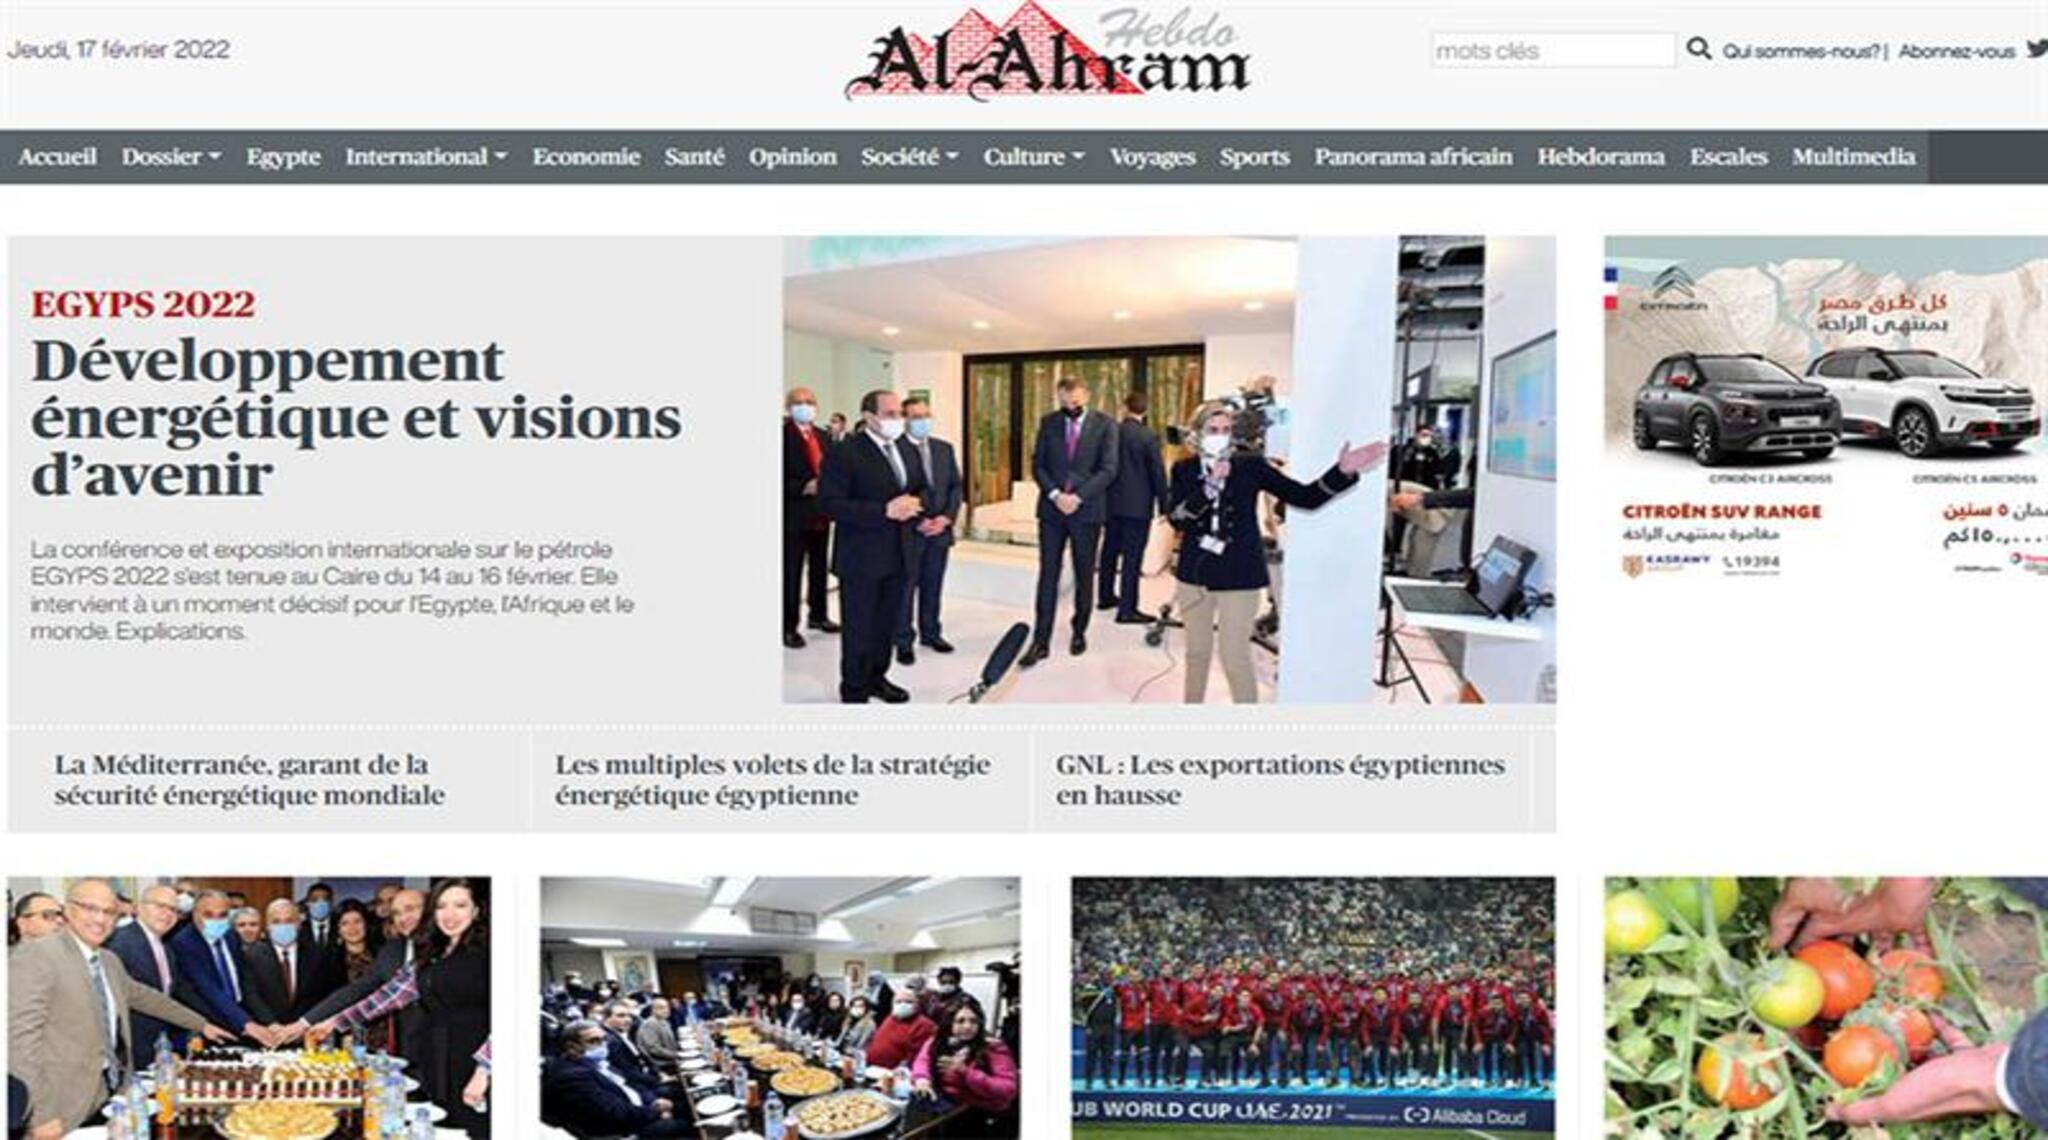 Jeudi, 17 février 2022
Hebdo
Al-Ahram
mots clés
Qui sommes-nous? | Abonnez-vous
Accueil Dossier Egypte International Economie Santé Opinion Société Culture Voyages Sports Panorama africain Hebdorama Escales Multimedia
EGYPS 2022
Développement
énergétique et visions
d'avenir
La conférence et exposition internationale sur le pétrole
EGYPS 2022 s'est tenue au Caire du 14 au 16 février. Elle
intervient à un moment décisif pour l'Egypte, l'Afrique et le
monde. Explications.
CITROËN
كل طرق مصر
بمنتهى الراحة
CITROËN C3 AIRCROSS
CITROËN C5 AIRCROSS
CITROËN SUV RANGE
مغامرة بمنتهى الراحة
KASRAWY
GROUP
19394
٥ سنين
La Méditerranée, garant de la
sécurité énergétique mondiale
Les multiples volets de la stratégie
énergétique égyptienne
GNL : Les exportations égyptiennes
en hausse
UB WORLD CUP UAE 2021 PRESENTED BY Alibaba Cloud